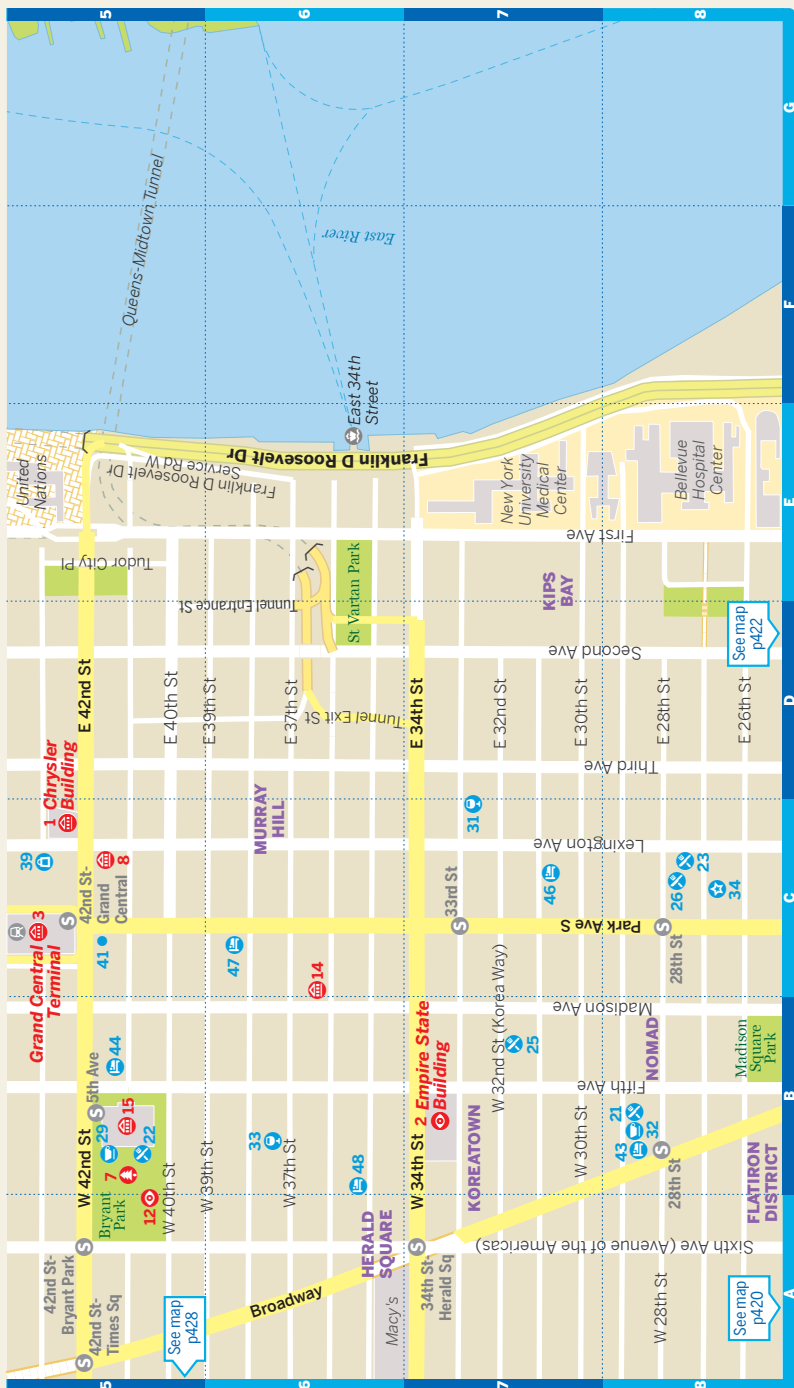 5
6
7
8
G
F
E
D
C
B
A
5
6
7
8
Queens-Midtown Tunnel
East River
East 34th
Street
United
Nations
Franklin D Roosevelt Dr
Franklin D Roosevelt Dr
Service Rd W
New York
University
Medical
Center
Bellevue
Hospital
Center
First Ave
Tudor City Pl
Tunnel Entrance St
St Vartan Park
KIPS
BAY
See map
p422
Second Ave
E 42nd St
E 40th St
E 39th St
E 37th St
Tunnel Exit St
E 34th St
E 32nd St
E 30th St
E 28th St
E 26th St
Third Ave
1 Chrysler
Building
MURRAY
HILL
31
Lexington Ave
39
8
42nd St-
Grand
Central
33rd St
46
26
23
34
3
Grand Central
Terminal
41
47
14
Park Ave S
28th St
Madison Ave
W 32nd St (Korea Way)
44
5th Ave
2 Empire State
Building
25
NOMAD
Madison
Square
Park
Fifth Ave
W 42nd St
29
15
7
22
12
Bryant
Park
W 40th St
W 39th St
33
W 37th St
48
W 34th St
KOREATOWN
W 30th St
21
32
43
28th St
FLATIRON
DISTRICT
Sixth Ave (Avenue of the Americas)
42nd St-
Bryant Park
42nd St-
Times Sq
See map
p428
Broadway
HERALD
SQUARE
Macy's
34th St-
Herald Sq
W 28th St
See map
p420